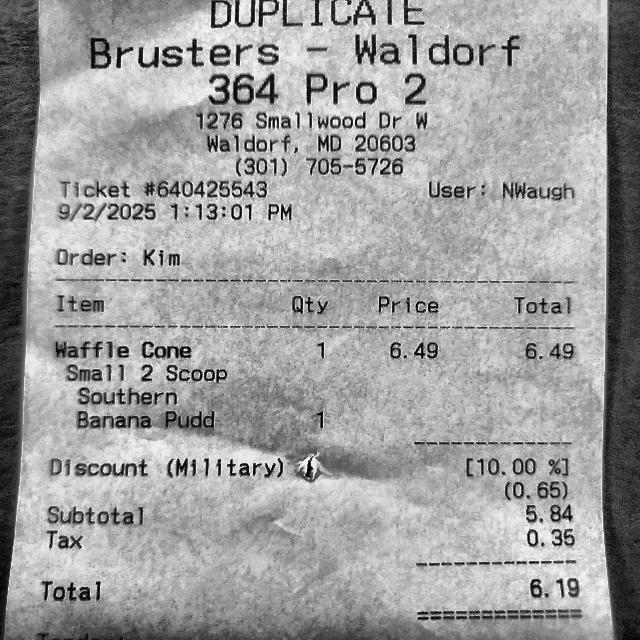 DUPLICATE
Brusters - Waldorf
364 Pro 2
1276 Smallwood Dr W
Waldorf, MD 20603
(301) 705-5726
Ticket #640425543 User: NWaugh
9/2/2025 1:13:01 PM
Order: Kim
Item Qty Price Total
Waffle Cone 1 6.49 6.49
Small 2 Scoop
Southern
Banana Pudd 1
Discount (Military) [10.00 %]
(0.65)
Subtotal 5.84
Tax 0.35
Total 6.19